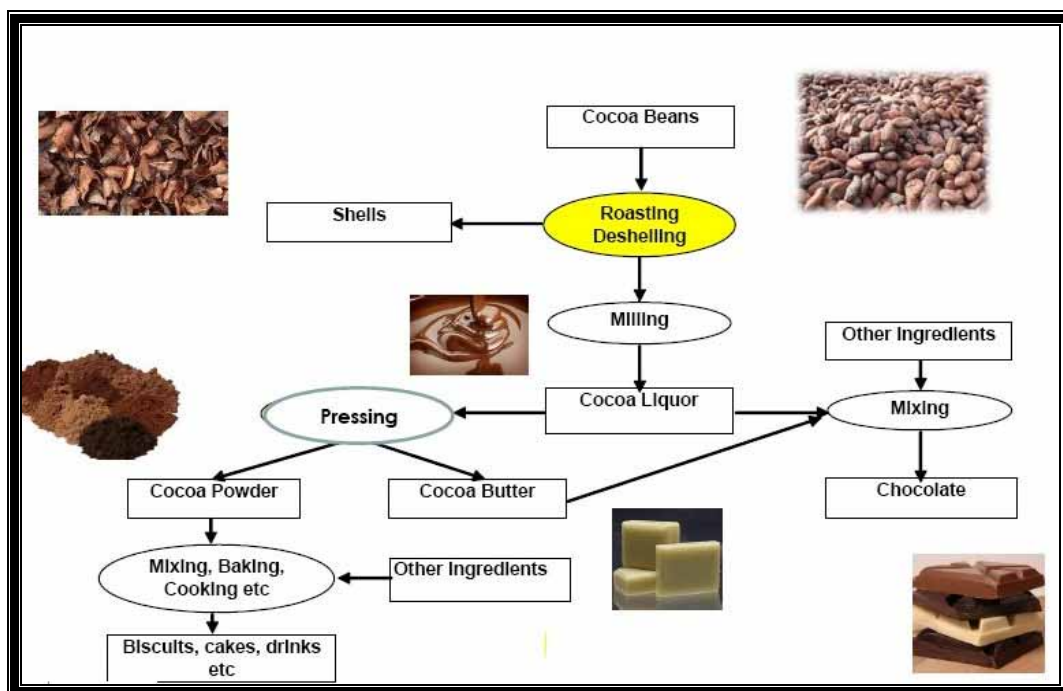 Cocoa Beans
Shells
Roasting
Deshelling
Milling
Other Ingredients
Cocoa Liquor
Pressing
Mixing
Cocoa Powder
Cocoa Butter
Chocolate
Mixing, Baking,
Cooking etc
Other Ingredients
Biscuits, cakes, drinks
etc